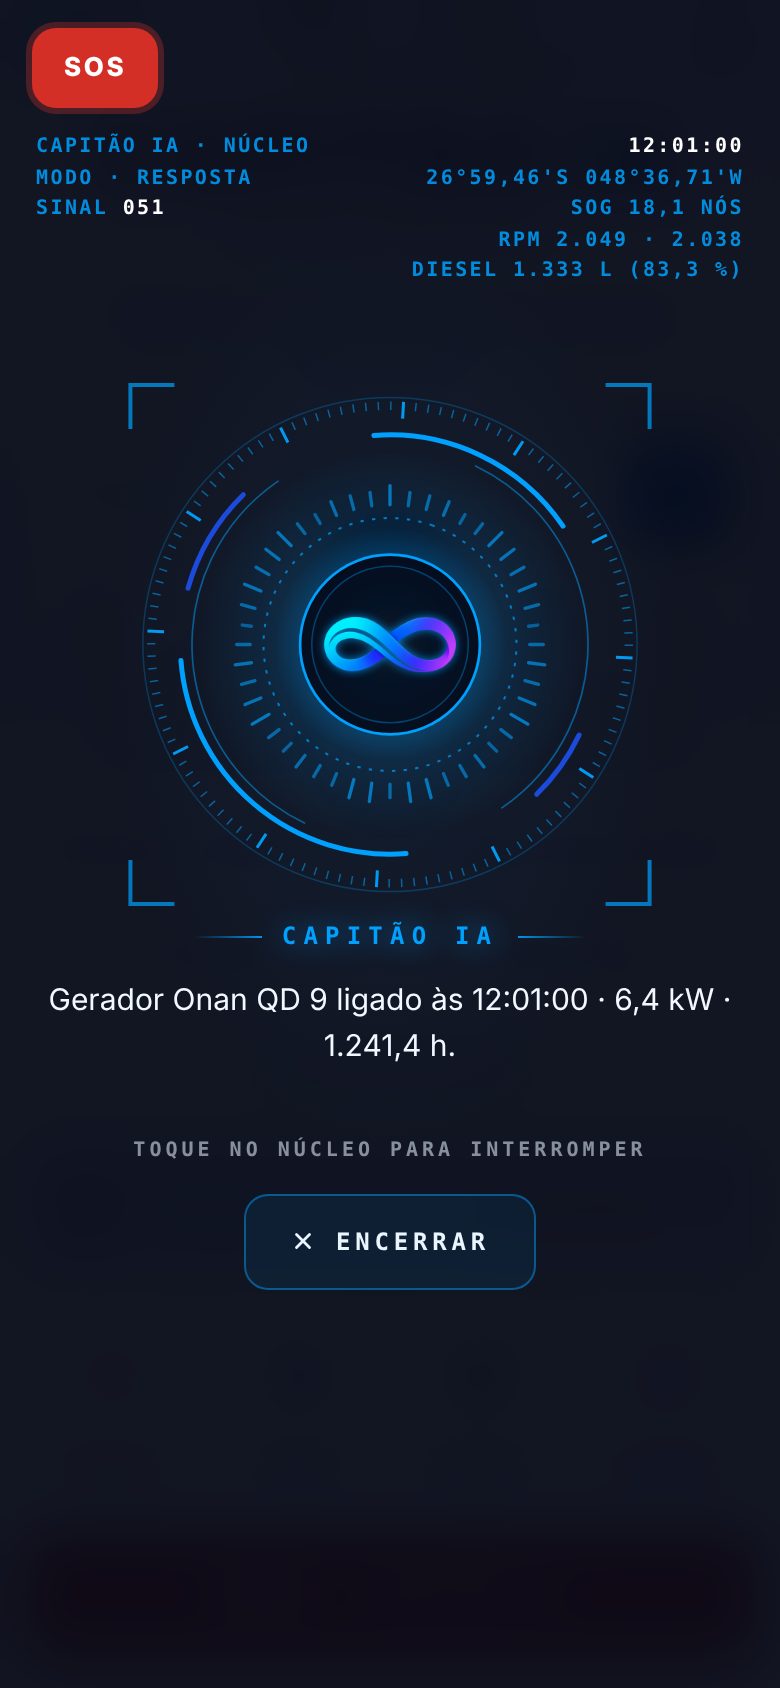 SOS
CAPITÃO IA · NÚCLEO
MODO · RESPOSTA
SINAL 051
12:01:00
26°59,46'S 048°36,71'W
SOG 18,1 NÓS
RPM 2.049 · 2.038
DIESEL 1.333 L (83,3 %)
CAPITÃO IA
Gerador Onan QD 9 ligado às 12:01:00 · 6,4 kW ·
1.241,4 h.
TOQUE NO NÚCLEO PARA INTERROMPER
✕ ENCERRAR